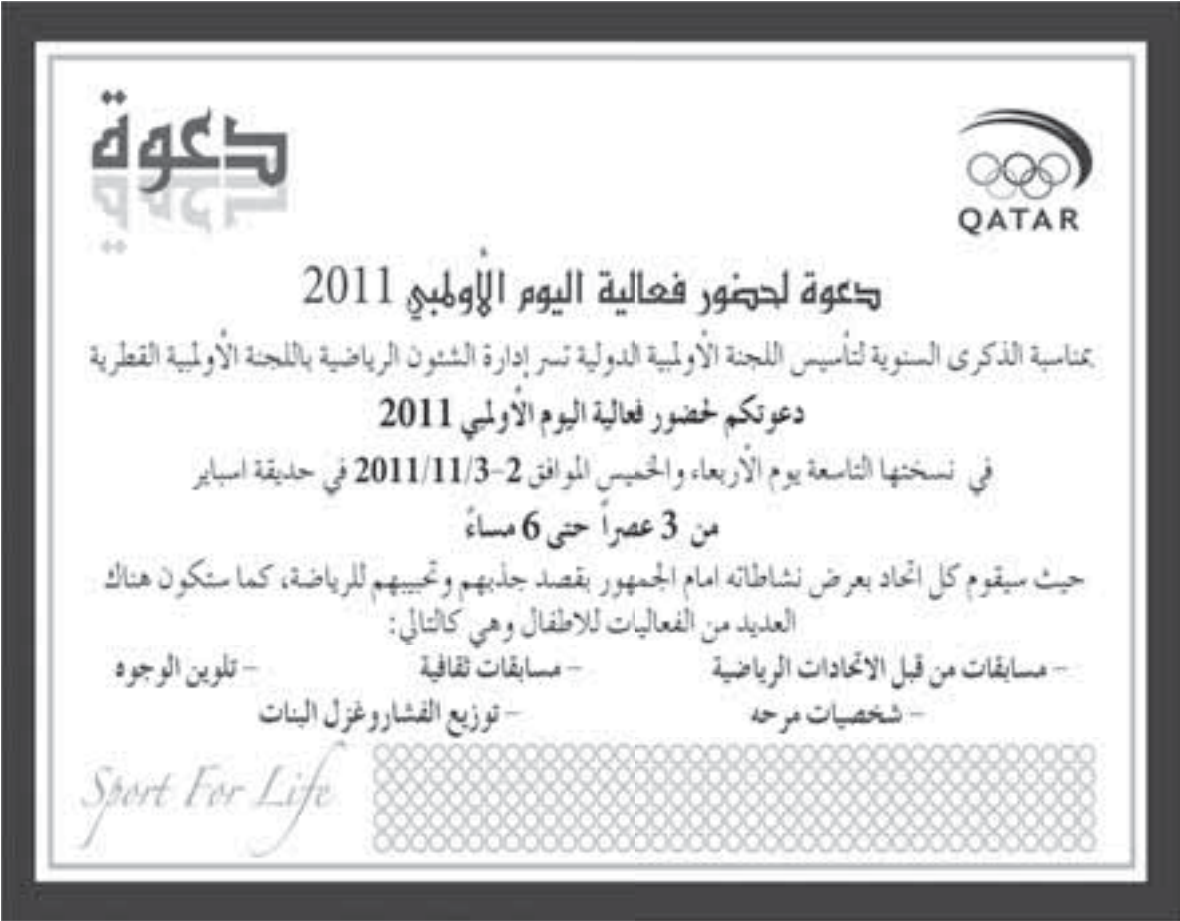 دعوة
QATAR
دعوة لحضور فعالية اليوم الأولمبي 2011
بمناسبة الذكرى السنوية لتأسيس اللجنة الأولمبية الدولية تسر إدارة الشئون الرياضية باللجنة الأولمبية القطرية
دعوتكم لحضور فعالية اليوم الأولمبي 2011
في نسختها التاسعة يوم الأربعاء والخميس الموافق 2-2011/11/3 في حديقة اسباير
من 3 عصراً حتى 6 مساءً
حيث سيقوم كل اتحاد بعرض نشاطاته امام الجمهور بقصد جذبهم وتحبيبهم للرياضة، كما ستكون هناك
العديد من الفعاليات للاطفال وهي كالتالي:
- مسابقات من قبل الاتحادات الرياضية - مسابقات ثقافية - تلوين الوجوه
- شخصيات مرحه - توزيع الفشار وغزل البنات
Sport For Life